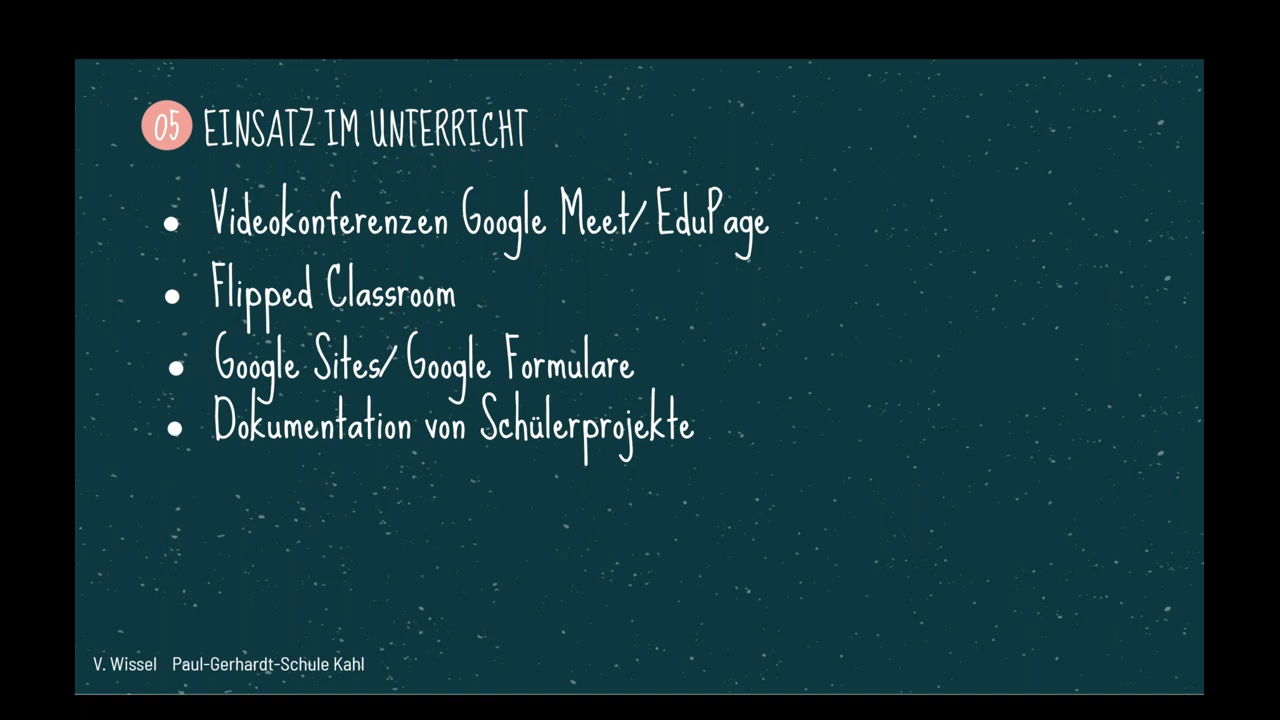 05 EINSATZ IM UNTERRICHT
• Videokonferenzen Google Meet/ EduPage
• Flipped Classroom
• Google Sites/ Google Formulare
• Dokumentation von Schülerprojekte
V. Wissel Paul-Gerhardt-Schule Kahl